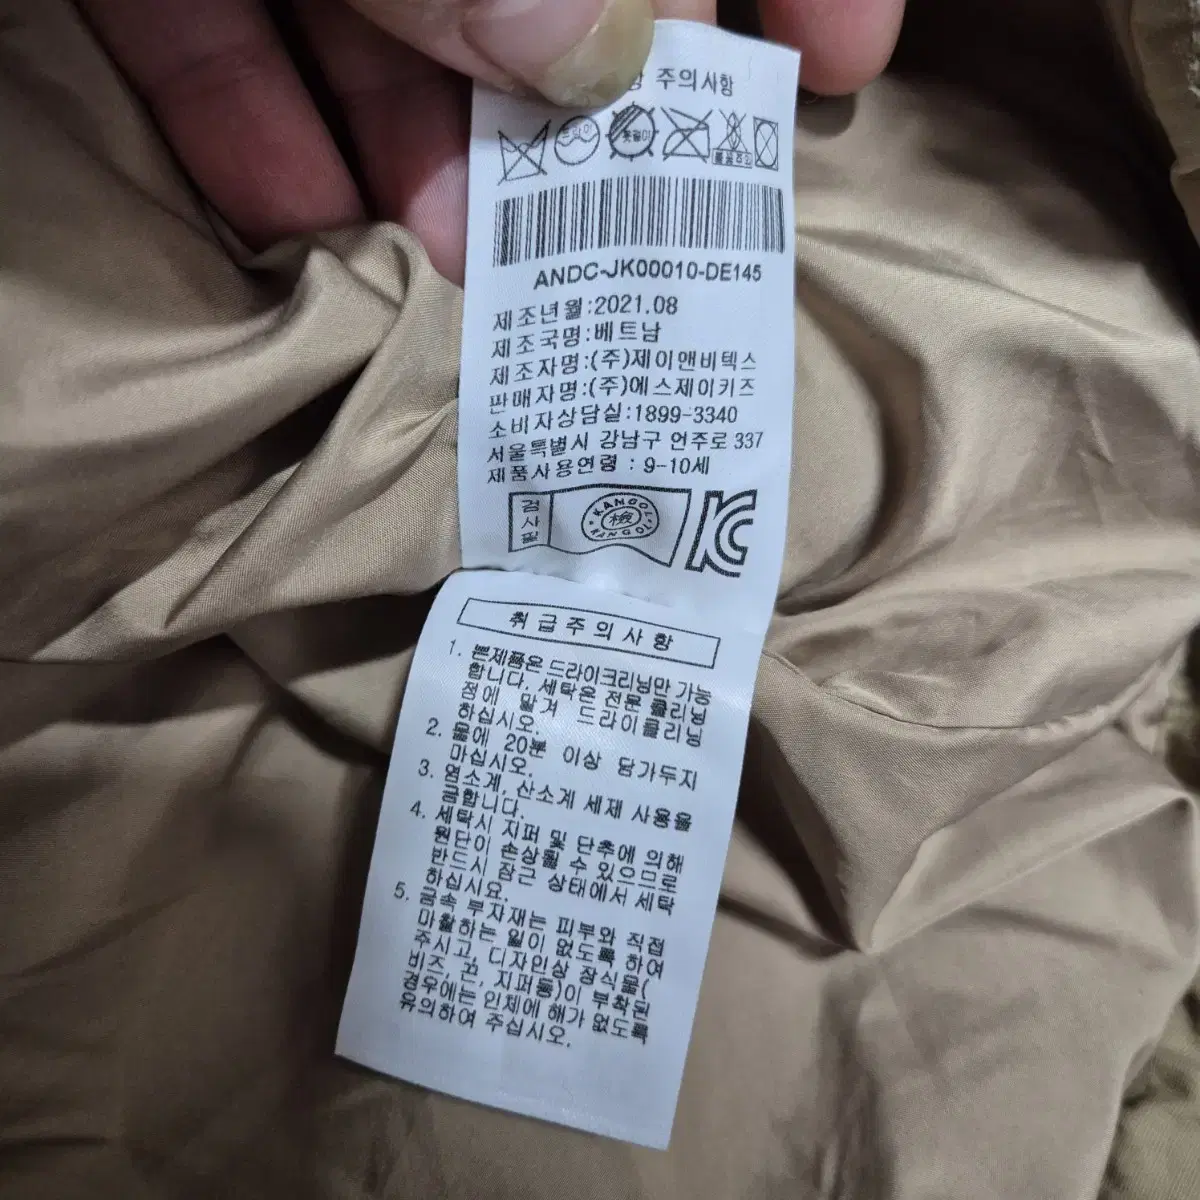 주의사항
드라이
옷걸이
ANDC-JK00010-DE145
제조년월:2021.08
제조국명:베트남
제조자명:(주)제이앤비텍스
판매자명:(주)에스제이키즈
소비자상담실:1899-3340
서울특별시 강남구 언주로 337
제품사용연령 : 9-10세
검사필
KANGOL
檢
KANGOL
취급주의사항
1. 본제품은 드라이크리닝만 가능
합니다. 세탁은 전문 클리닝
점에 맡겨 드라이클리닝
하십시오.
2. 물에 20분 이상 담가두지
마십시오.
3. 염소계, 산소계 세제 사용을
금합니다.
4. 세탁시 지퍼 및 단추에 의해
원단이 손상될 수 있으므로
반드시 잠근 상태에서 세탁
하십시요.
5. 금속 부자재는 피부와 직접
마찰하는 일이 없도록 하여
주시고, 디자인상 장식물(
비즈, 끈, 지퍼등)이 부착된
경우에는 인체에 해가 없도록
유의하여 주십시오.